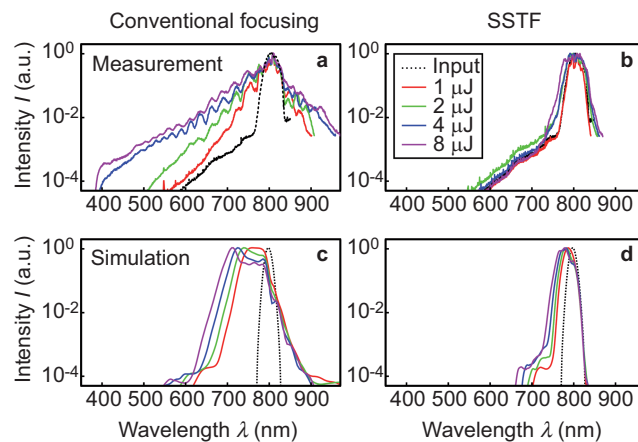 Conventional focusing
SSTF
Intensity I (a.u.)
10^0
10^-2
10^-4
Measurement
a
400 500 600 700 800 900
b
Input
1 μJ
2 μJ
4 μJ
8 μJ
400 500 600 700 800 900
Intensity I (a.u.)
10^0
10^-2
10^-4
Simulation
c
400 500 600 700 800 900
Wavelength λ (nm)
d
400 500 600 700 800 900
Wavelength λ (nm)